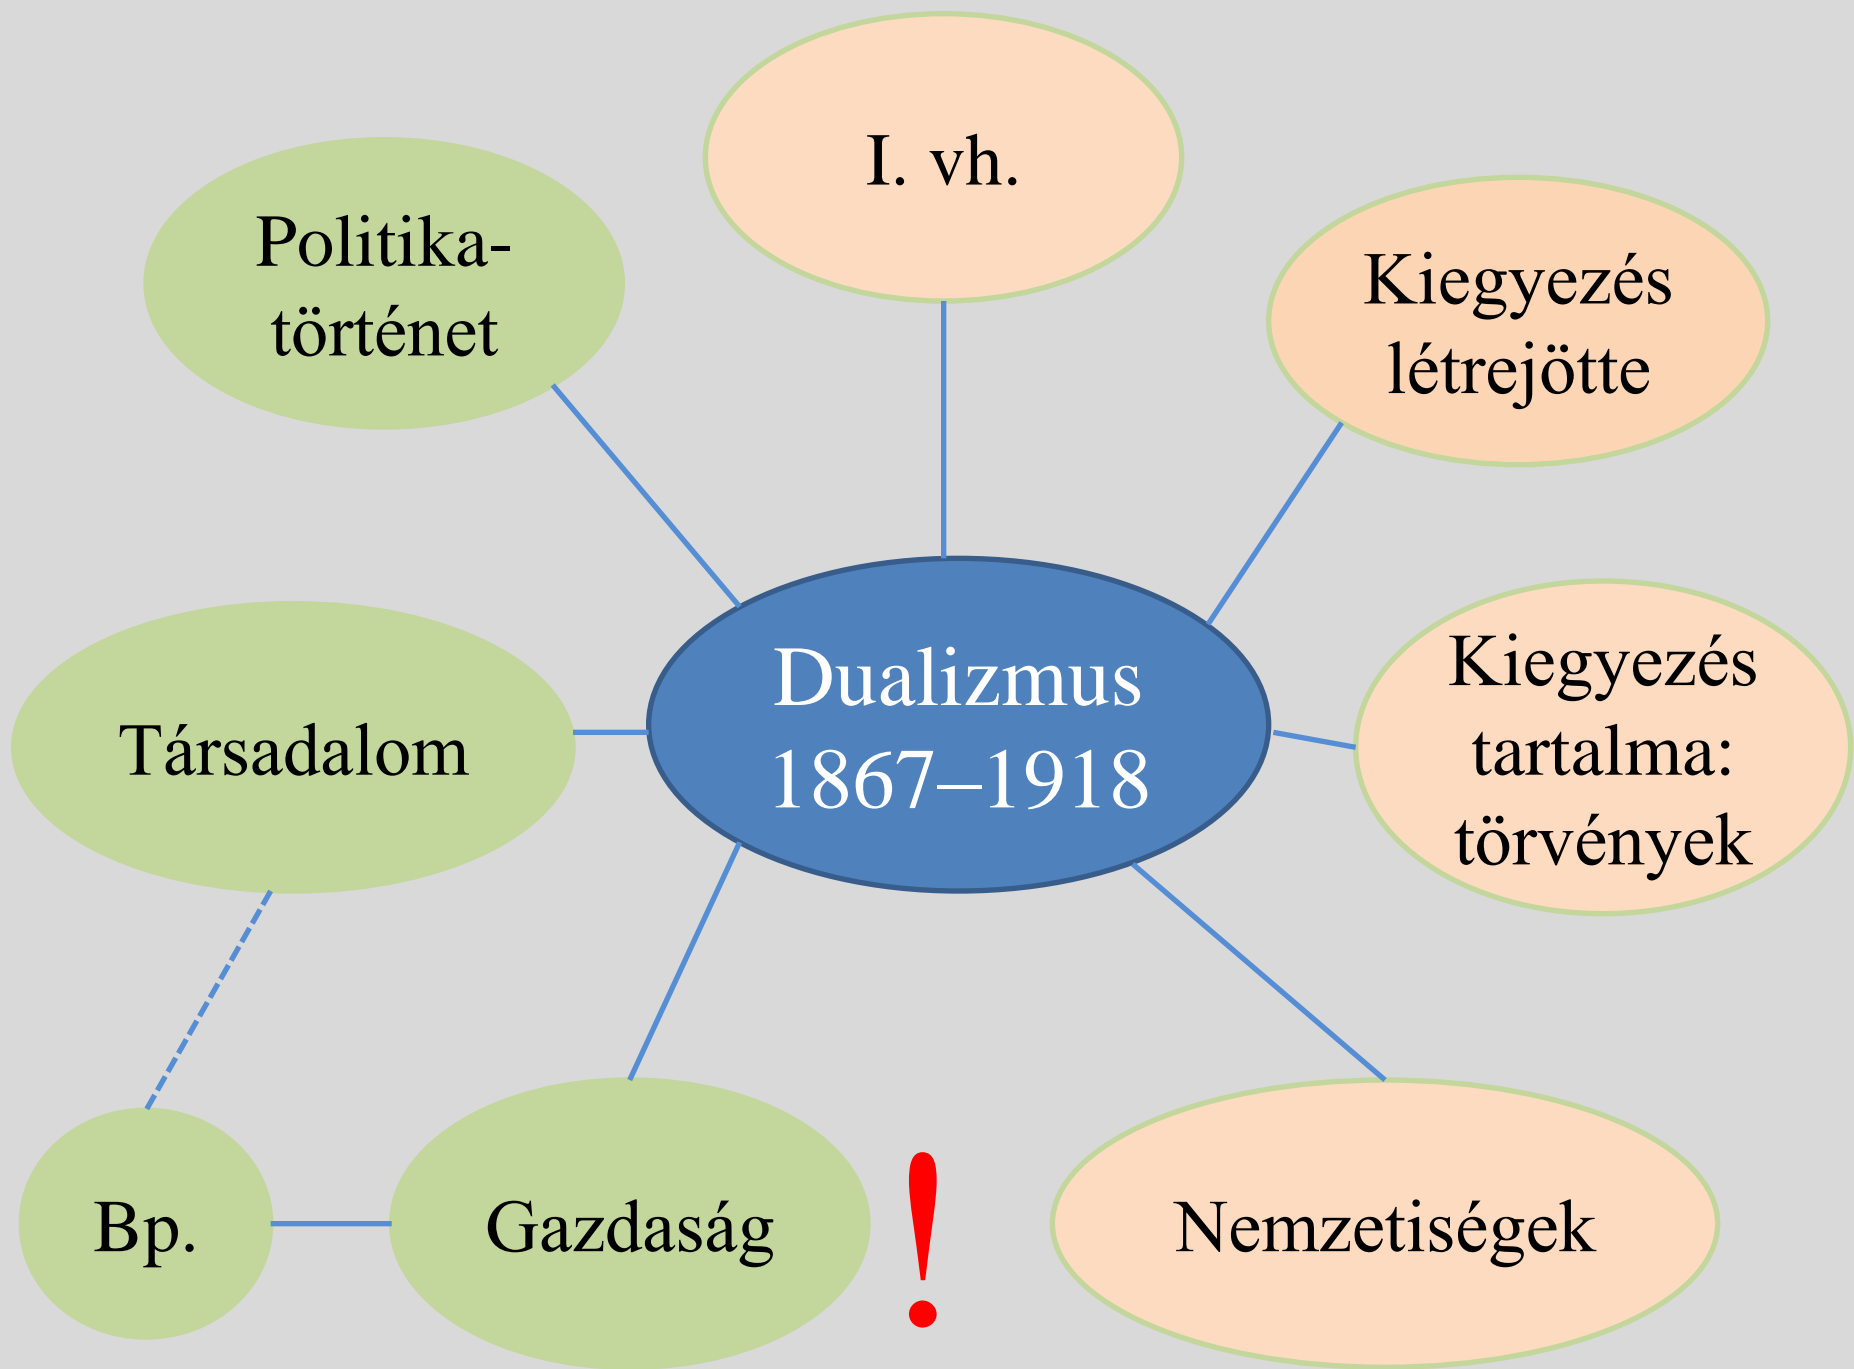 I. vh.
Politika-
történet
Kiegyezés
létrejötte
Dualizmus
1867–1918
Kiegyezés
tartalma:
törvények
Társadalom
Bp.
Gazdaság
!
Nemzetiségek